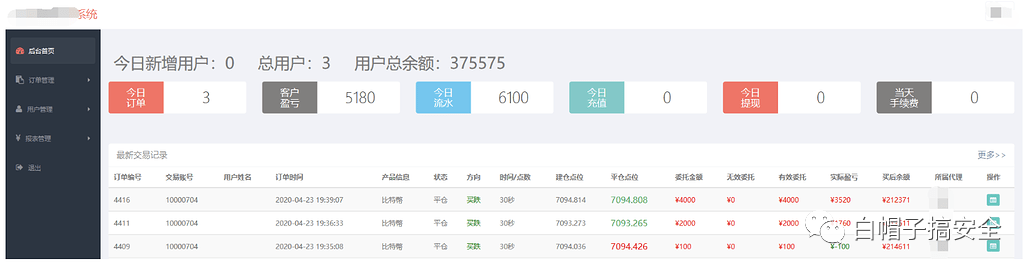 系统
后台首页
今日新增用户：0 总用户：3 用户总余额：375575
订单管理
今日订单 3
客户盈亏 5180
今日流水 6100
今日充值 0
今日提现 0
当天手续费 0
用户管理
报表管理
退出
最新交易记录 更多>>
订单编号 交易账号 用户姓名 订单时间 产品信息 状态 方向 时间/点数 建仓点位 平仓点位 委托金额 无效委托 有效委托 实际盈亏 买后余额 所属代理 操作
4416 10000704 2020-04-23 19:39:07 比特幣 平仓 买跌 30秒 7094.814 7094.808 ¥4000 ¥0 ¥4000 ¥3520 ¥212371
4411 10000704 2020-04-23 19:36:33 比特幣 平仓 买跌 30秒 7093.273 7093.265 ¥2000 ¥0 ¥2000
4409 10000704 2020-04-23 19:35:08 比特幣 平仓 买跌 30秒 7094.036 7094.426 ¥100 ¥0 ¥100 ¥-100 ¥214611
白帽子搞安全